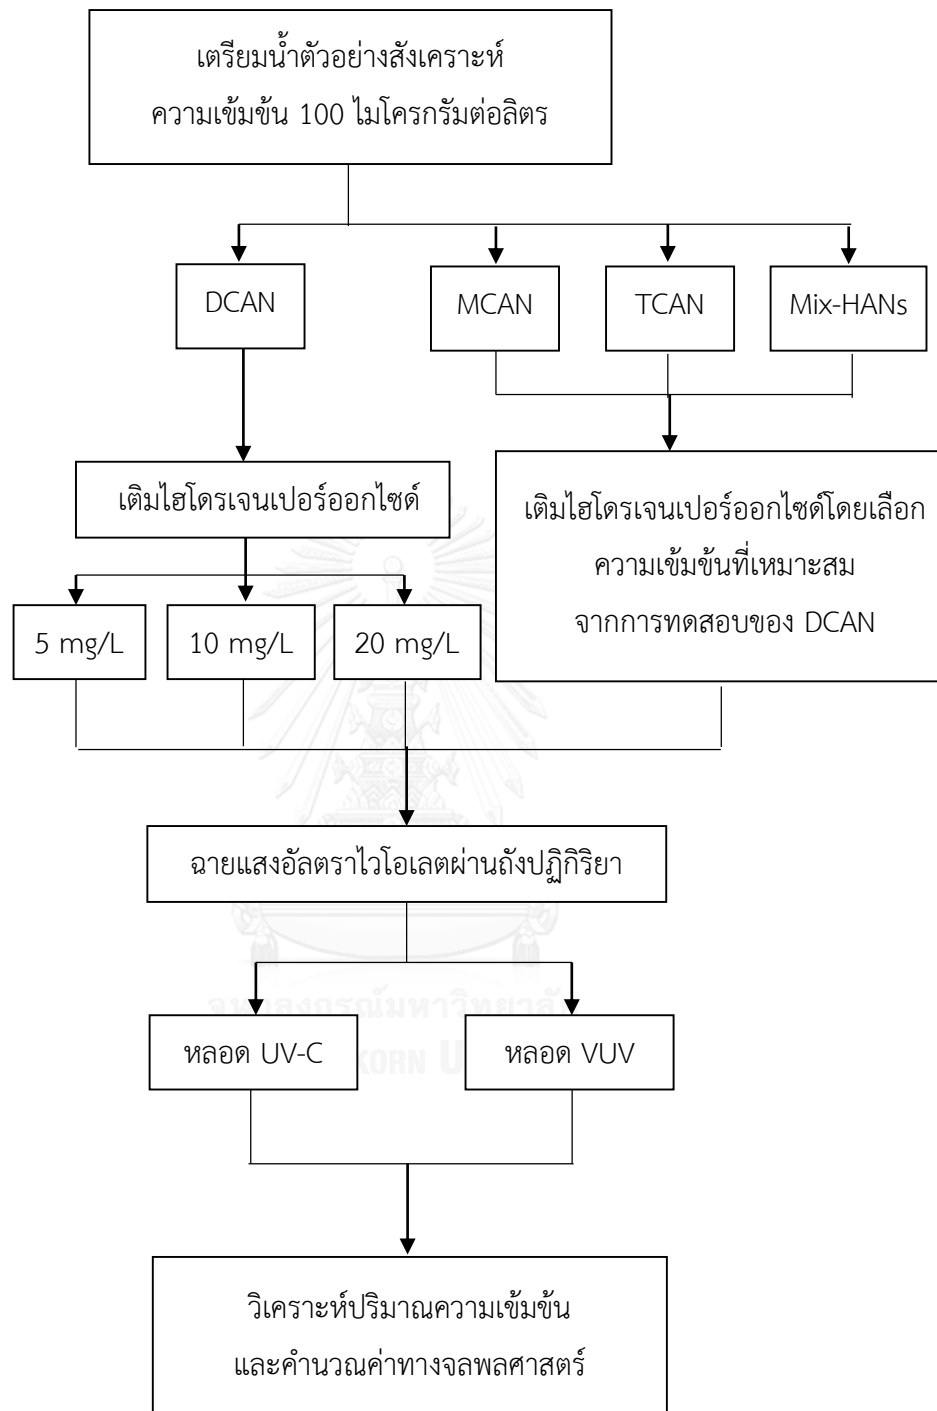 เตรียมน้ำตัวอย่างสังเคราะห์
ความเข้มข้น 100 ไมโครกรัมต่อลิตร
DCAN
MCAN
TCAN
Mix-HANs
เติมไฮโดรเจนเปอร์ออกไซด์
เติมไฮโดรเจนเปอร์ออกไซด์โดยเลือก
ความเข้มข้นที่เหมาะสม
จากการทดสอบของ DCAN
5 mg/L
10 mg/L
20 mg/L
ฉายแสงอัลตราไวโอเลตผ่านถังปฏิกิริยา
หลอด UV-C
หลอด VUV
วิเคราะห์ปริมาณความเข้มข้น
และคำนวณค่าทางจลพลศาสตร์